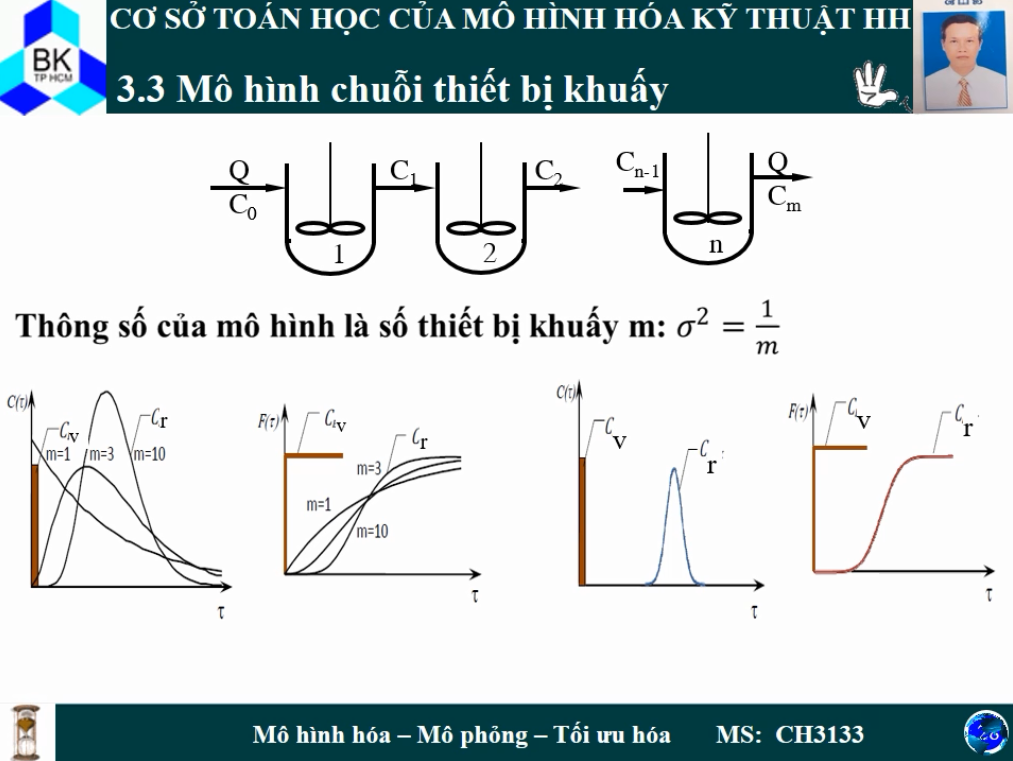 CƠ SỞ TOÁN HỌC CỦA MÔ HÌNH HÓA KỸ THUẬT HH
BK
TP HCM
3.3 Mô hình chuỗi thiết bị khuấy
Q C₁ C₂ Cₙ₋₁ Q
C₀ Cₘ
1 2 n
Thông số của mô hình là số thiết bị khuấy m: σ² = 1/m
C(τ) Cᵥ Cr
m=1 m=3 m=10
τ
F(τ) Cᵥ Cr
m=3
m=1
m=10
τ
C(τ) Cᵥ Cr
τ
F(τ) Cᵥ Cr
τ
Mô hình hóa – Mô phỏng – Tối ưu hóa MS: CH3133